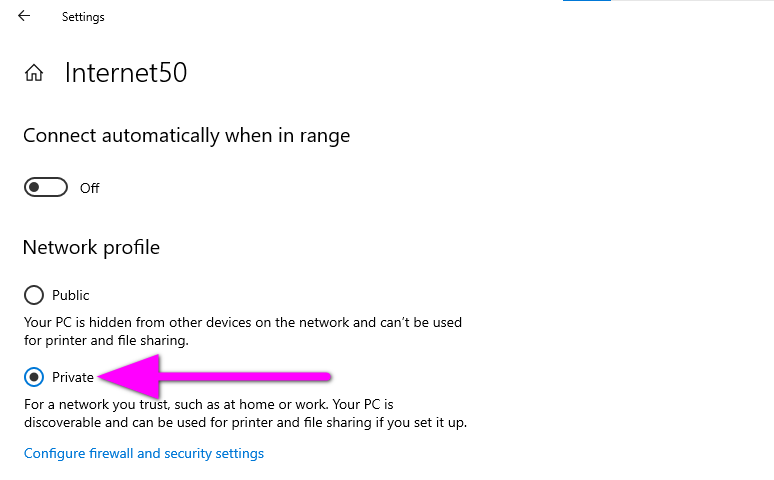 Settings
Internet50
Connect automatically when in range
Off
Network profile
Public
Your PC is hidden from other devices on the network and can't be used
for printer and file sharing.
Private
For a network you trust, such as at home or work. Your PC is
discoverable and can be used for printer and file sharing if you set it up.
Configure firewall and security settings